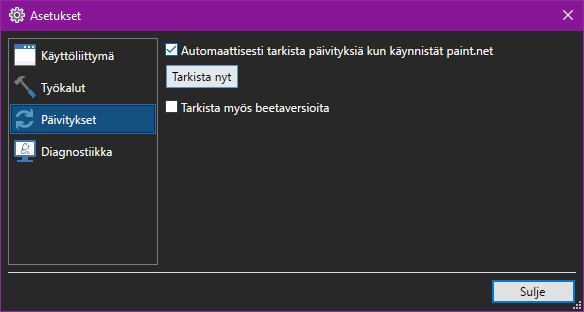 Asetukset
Käyttöliittymä
Työkalut
Päivitykset
Diagnostiikka
Automaattisesti tarkista päivityksiä kun käynnistät paint.net
Tarkista nyt
Tarkista myös beetaversioita
Sulje